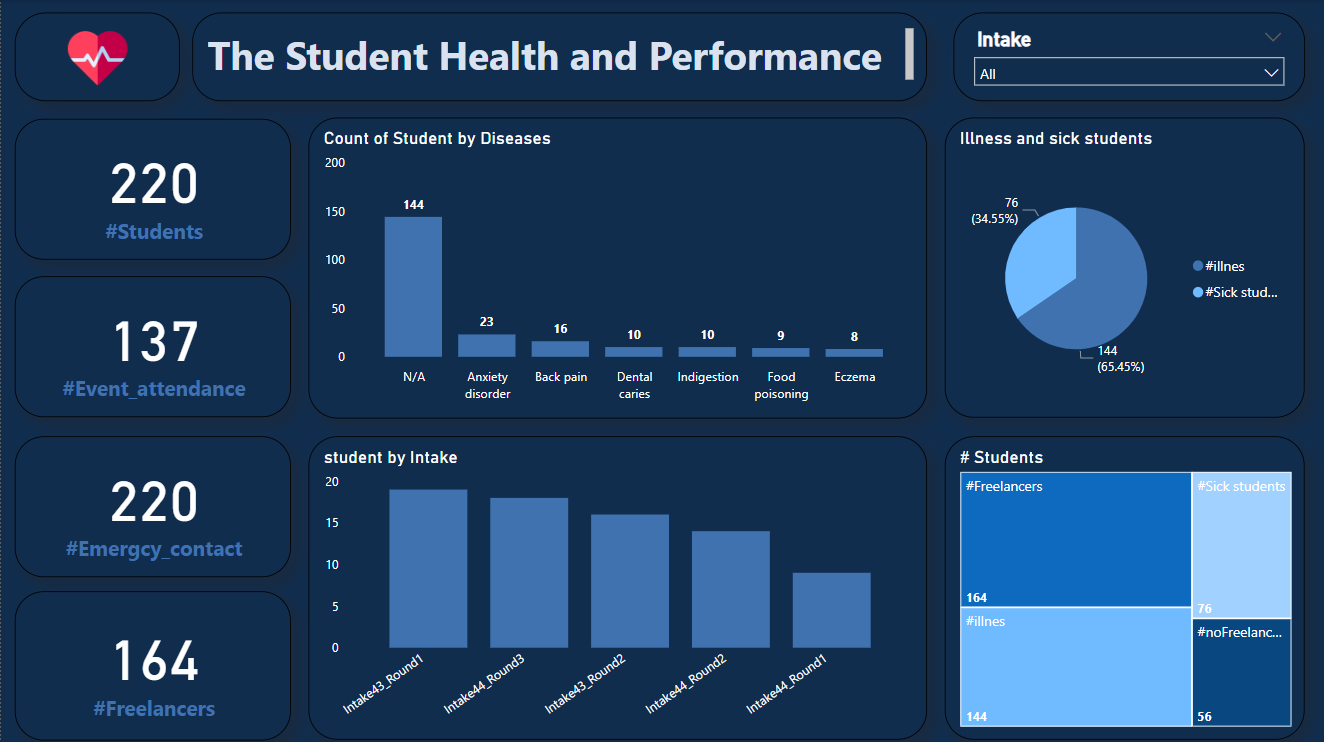 The Student Health and Performance
Intake
All
220
#Students
137
#Event_attendance
220
#Emergcy_contact
164
#Freelancers
Count of Student by Diseases
200
150
100
50
0
144
23
16
10
10
9
8
N/A
Anxiety
disorder
Back pain
Dental
caries
Indigestion
Food
poisoning
Eczema
Illness and sick students
76
(34.55%)
144
(65.45%)
#illnes
#Sick stud...
student by Intake
20
15
10
5
0
Intake43_Round1
Intake44_Round3
Intake43_Round2
Intake44_Round2
Intake44_Round1
# Students
#Freelancers
164
#Sick students
76
#illnes
144
#noFreelanc...
56